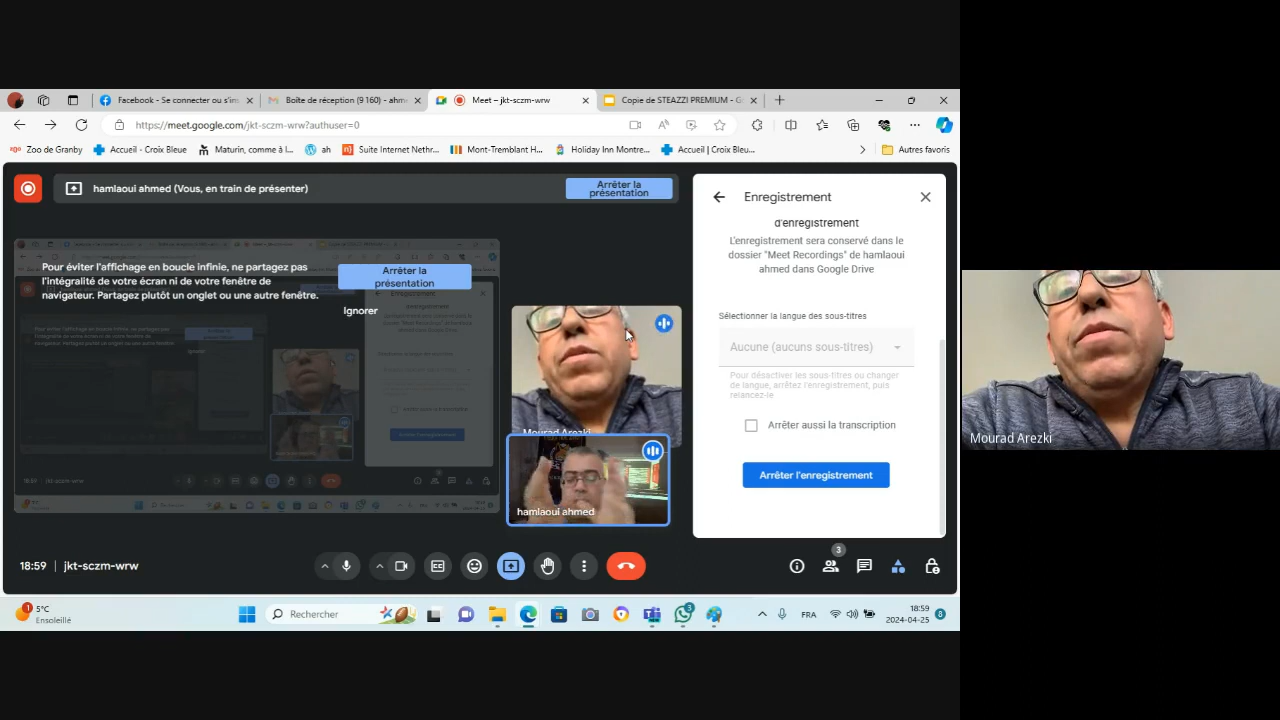 Facebook - Se connecter ou s'in
Boîte de réception (9 160) - ahm
Meet – jkt-sczm-wrw
Copie de STEAZZI PREMIUM - G
https://meet.google.com/jkt-sczm-wrw?authuser=0
Zoo de Granby
Accueil - Croix Bleue
Maturin, comme à l...
ah
Suite Internet Nethr...
Mont-Tremblant H...
Holiday Inn Montre...
Accueil | Croix Bleu...
Autres favoris
hamlaoui ahmed (Vous, en train de présenter)
Arrêter la
présentation
Pour éviter l'affichage en boucle infinie, ne partagez pas
l'intégralité de votre écran ni de votre fenêtre de
navigateur. Partagez plutôt un onglet ou une autre fenêtre.
Arrêter la
présentation
Ignorer
Mourad Arezki
hamlaoui ahmed
Enregistrement
d'enregistrement
L'enregistrement sera conservé dans le
dossier "Meet Recordings" de hamlaoui
ahmed dans Google Drive
Sélectionner la langue des sous-titres
Aucune (aucuns sous-titres)
Pour désactiver les sous-titres ou changer
de langue, arrêtez l'enregistrement, puis
relancez-le
Arrêter aussi la transcription
Arrêter l'enregistrement
Mourad Arezki
18:59 | jkt-sczm-wrw
3
1
5°C
Ensoleillé
Rechercher
3
FRA
18:59
2024-04-25
8